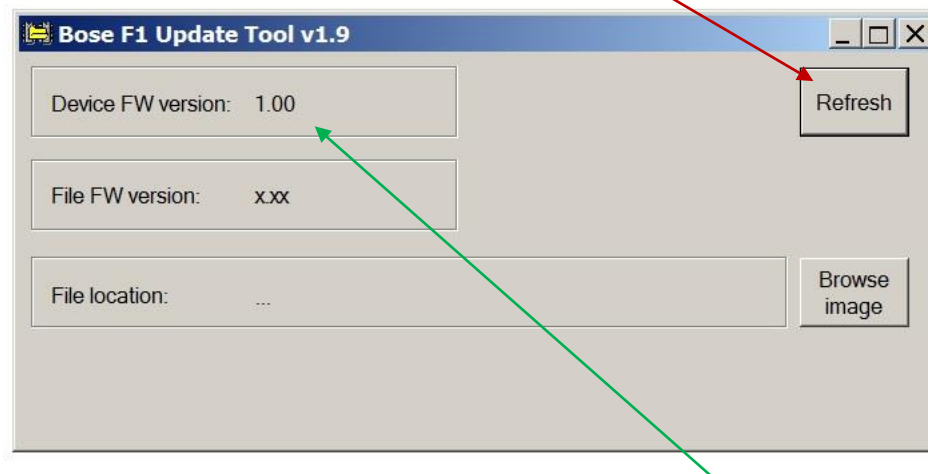 Bose F1 Update Tool v1.9
Device FW version: 1.00
Refresh
File FW version: x.xx
File location: ...
Browse
image